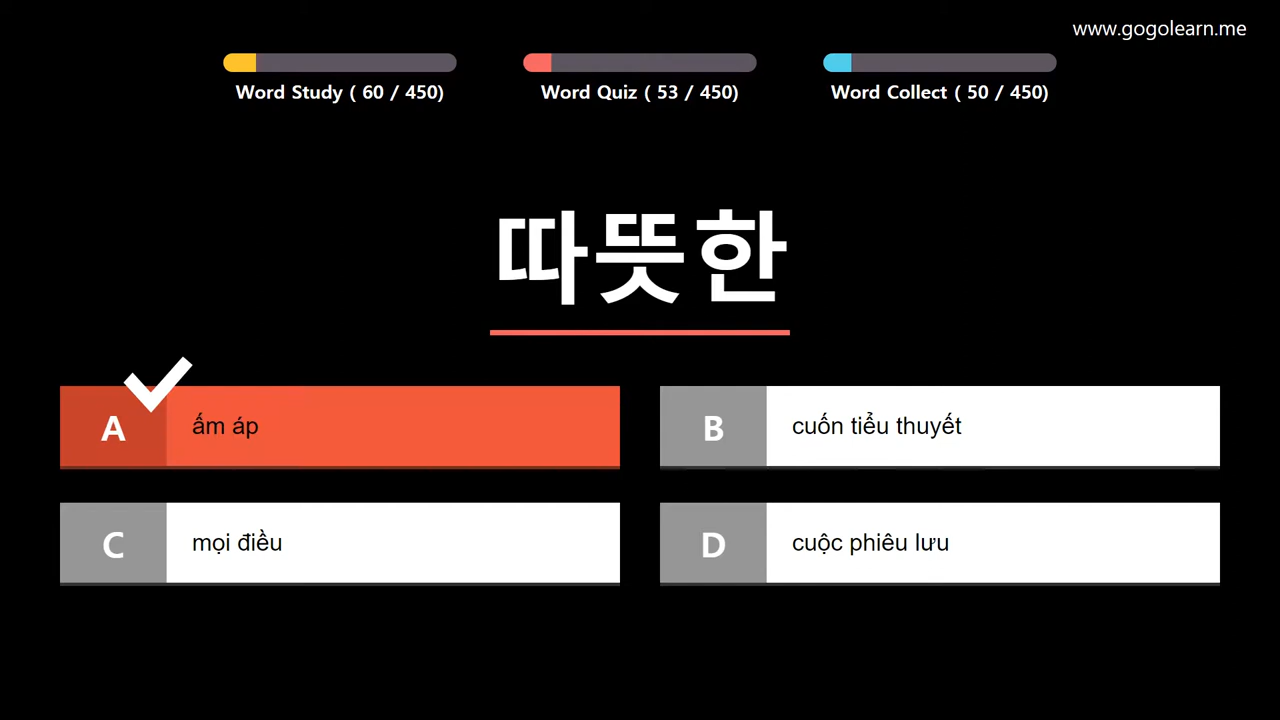 www.gogolearn.me
Word Study ( 60 / 450)
Word Quiz ( 53 / 450)
Word Collect ( 50 / 450)
따뜻한
A ấm áp
B cuốn tiểu thuyết
C mọi điều
D cuộc phiêu lưu